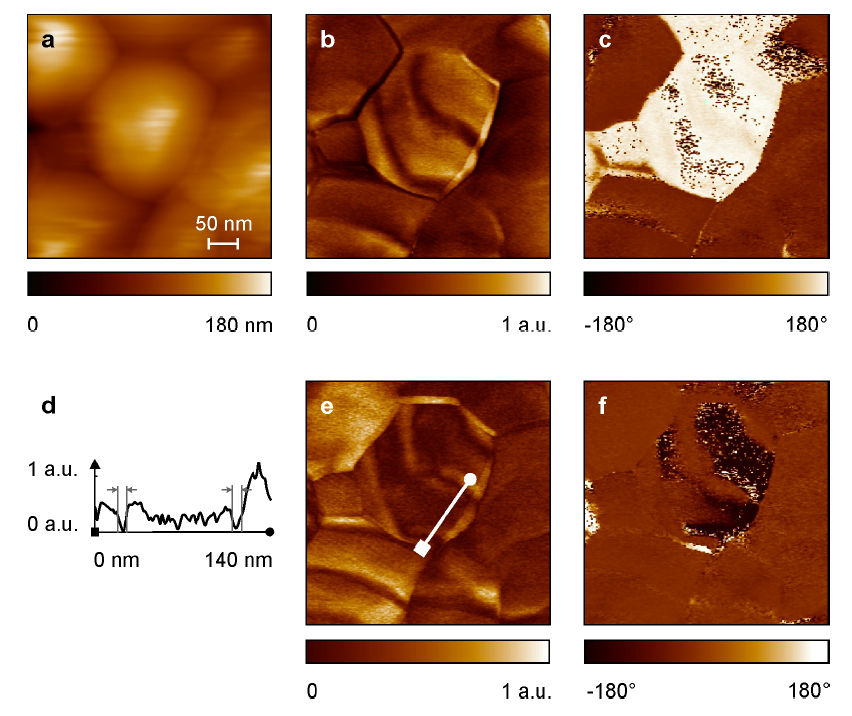 a
b
c
50 nm
0 180 nm
0 1 a.u.
-180° 180°
d
e
f
1 a.u.
0 a.u.
0 nm 140 nm
0 1 a.u.
-180° 180°